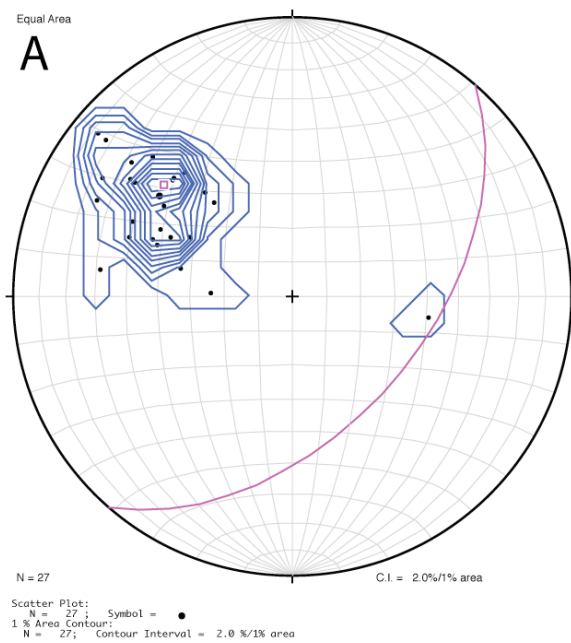 Equal Area
A
N = 27
C.I. = 2.0%/1% area
Scatter Plot:
N = 27 ; Symbol = ●
1 % Area Contour:
N = 27; Contour Interval = 2.0 %/1% area